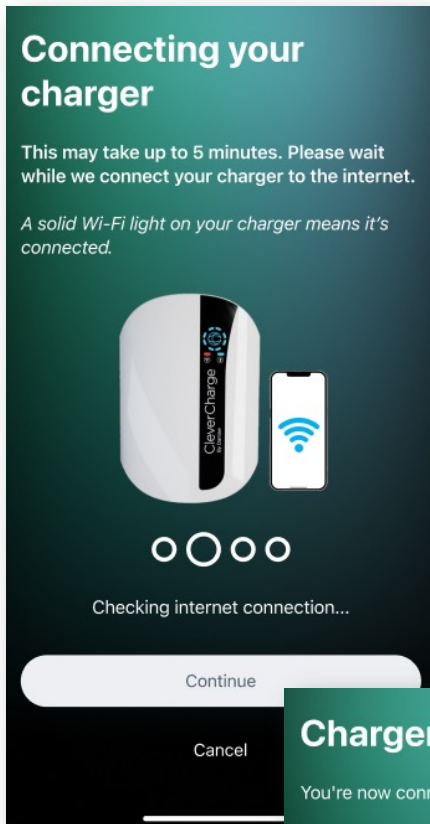 Connecting your
charger
This may take up to 5 minutes. Please wait
while we connect your charger to the internet.
A solid Wi-Fi light on your charger means it's
connected.
CleverCharge
Checking internet connection...
Continue
Cancel
Charger
You're now conn